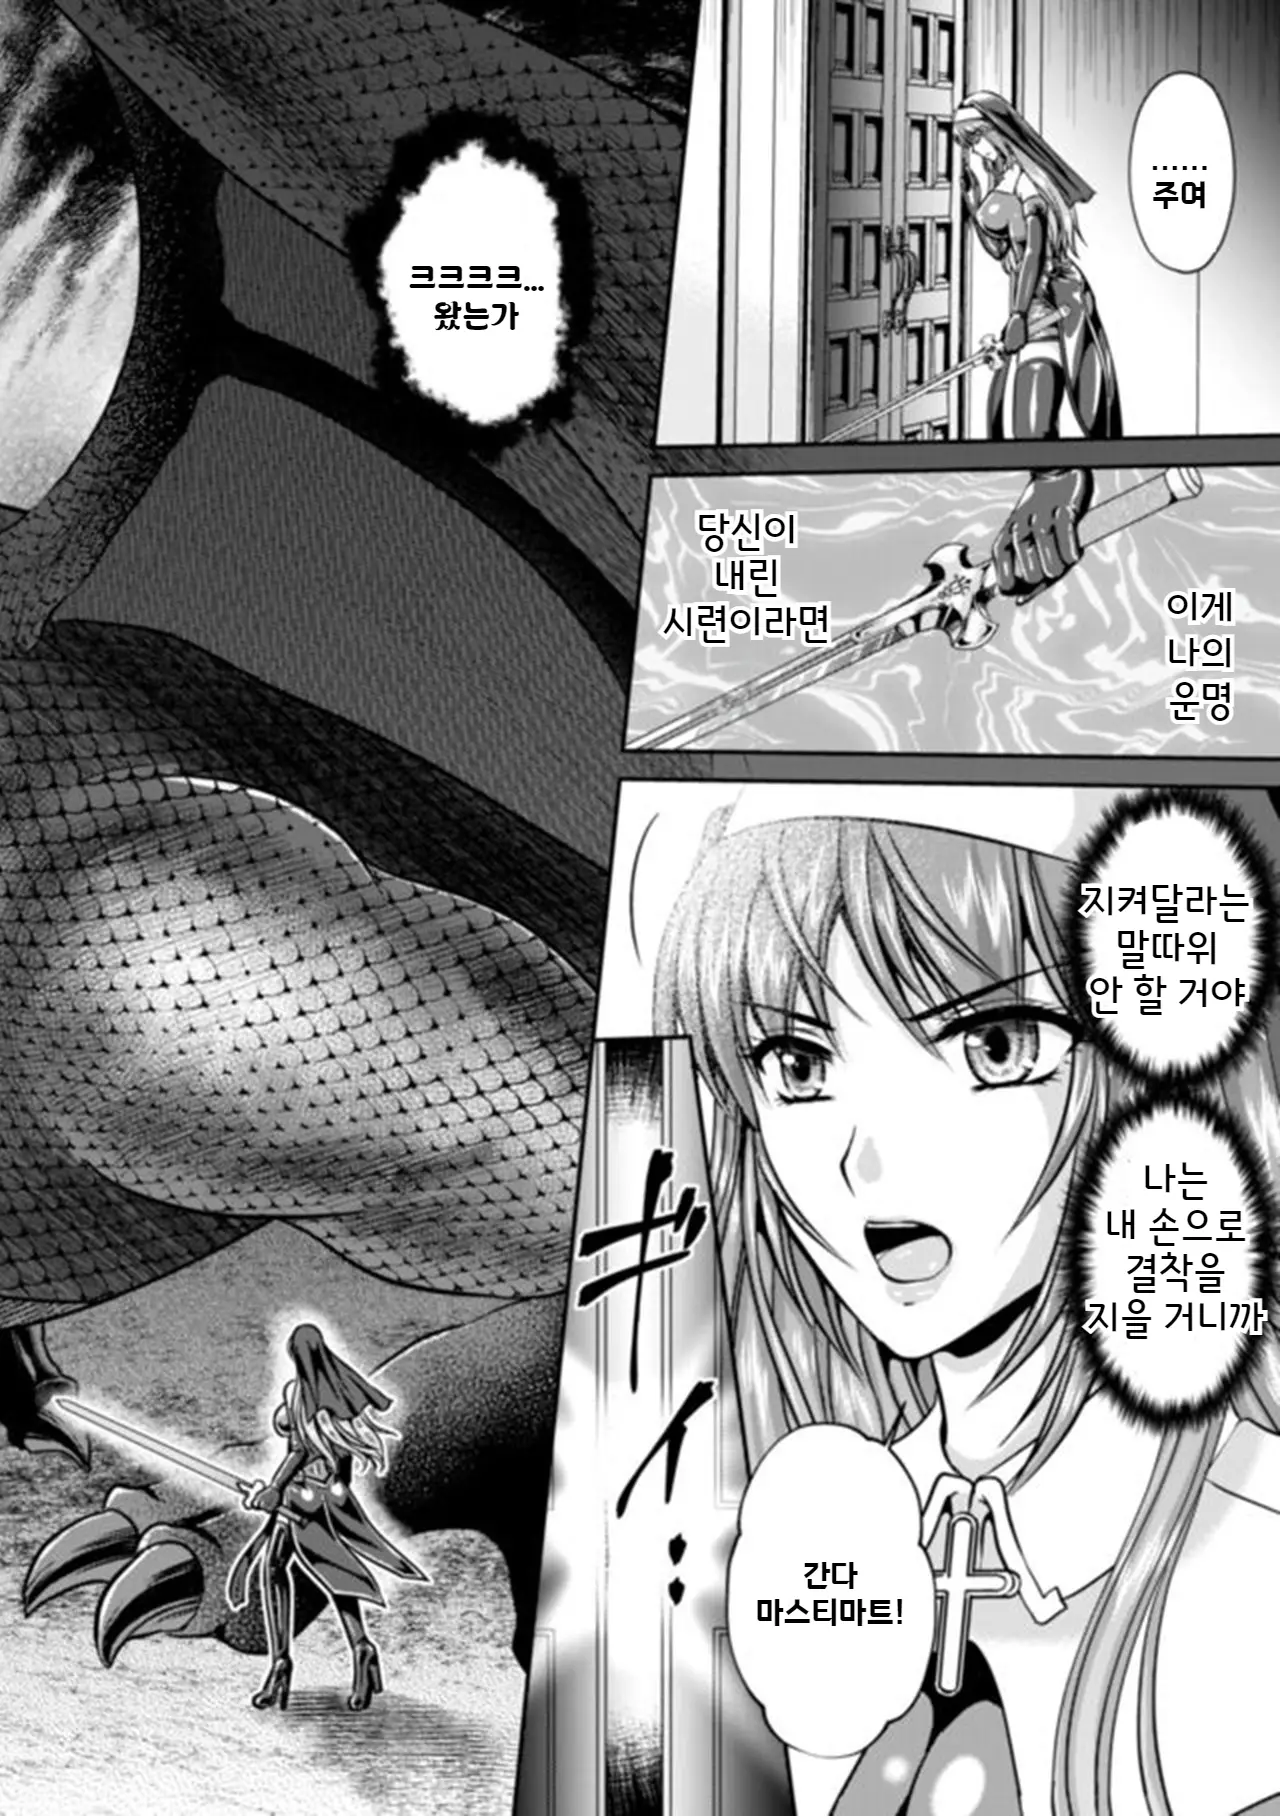 ……
주여
이게
나의
운명
당신이
내린
시련이라면
지켜달라는
말따위
안 할 거야
나는
내 손으로
결착을
지을 거니까
간다
마스티마트!
ギィ…
크크크크...
왔는가